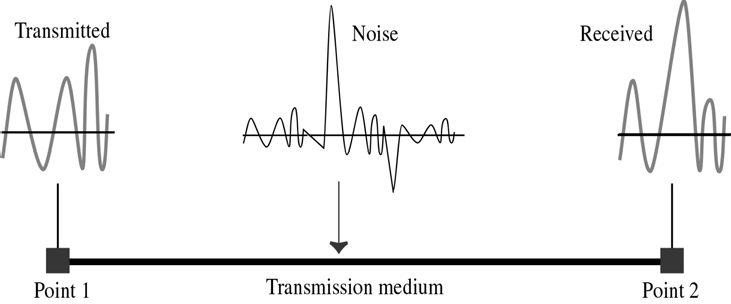 Transmitted
Noise
Received
Point 1
Transmission medium
Point 2